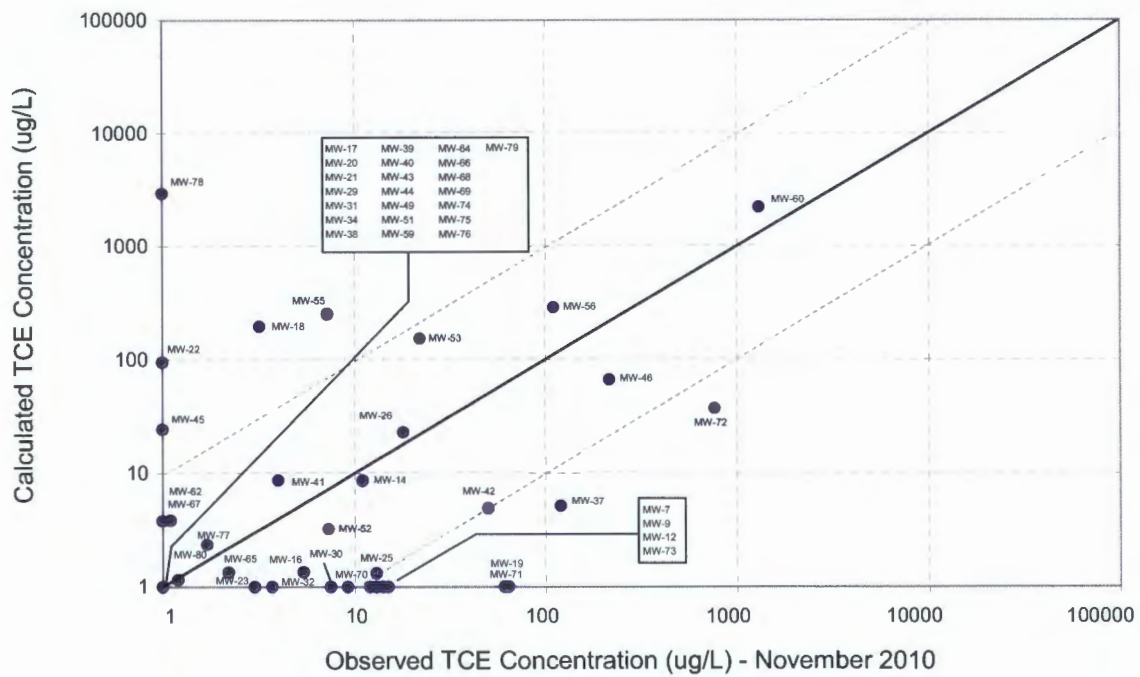 100000
10000
1000
100
10
1
Calculated TCE Concentration (ug/L)
MW-17 MW-39 MW-64 MW-79
MW-20 MW-40 MW-66
MW-21 MW-43 MW-68
MW-29 MW-44 MW-69
MW-31 MW-49 MW-74
MW-34 MW-51 MW-75
MW-38 MW-59 MW-76
MW-78
MW-60
MW-55
MW-18
MW-56
MW-53
MW-22
MW-46
MW-72
MW-45
MW-26
MW-41
MW-14
MW-62
MW-67
MW-42
MW-37
MW-7
MW-9
MW-12
MW-73
MW-77
MW-52
MW-80
MW-65
MW-16
MW-30
MW-25
MW-23
MW-32
MW-70
MW-19
MW-71
1 10 100 1000 10000 100000
Observed TCE Concentration (ug/L) - November 2010